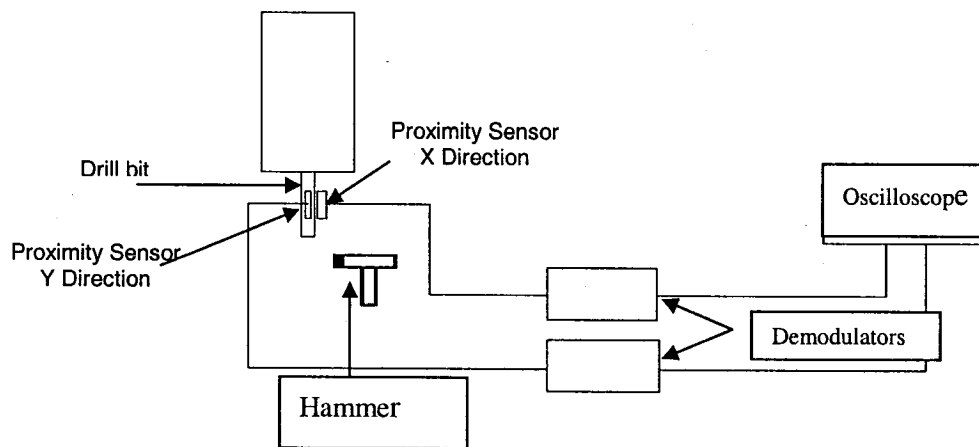 Proximity Sensor
X Direction
Drill bit
Oscilloscope
Proximity Sensor
Y Direction
Demodulators
Hammer